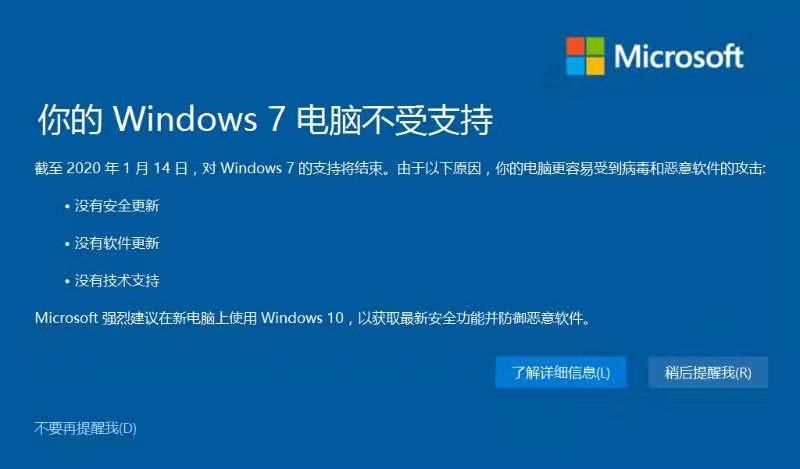 Microsoft
你的 Windows 7 电脑不受支持
截至 2020 年 1 月 14 日，对 Windows 7 的支持将结束。由于以下原因，你的电脑更容易受到病毒和恶意软件的攻击:
• 没有安全更新
• 没有软件更新
• 没有技术支持
Microsoft 强烈建议在新电脑上使用 Windows 10，以获取最新安全功能并防御恶意软件。
了解详细信息(L)
稍后提醒我(R)
不要再提醒我(D)